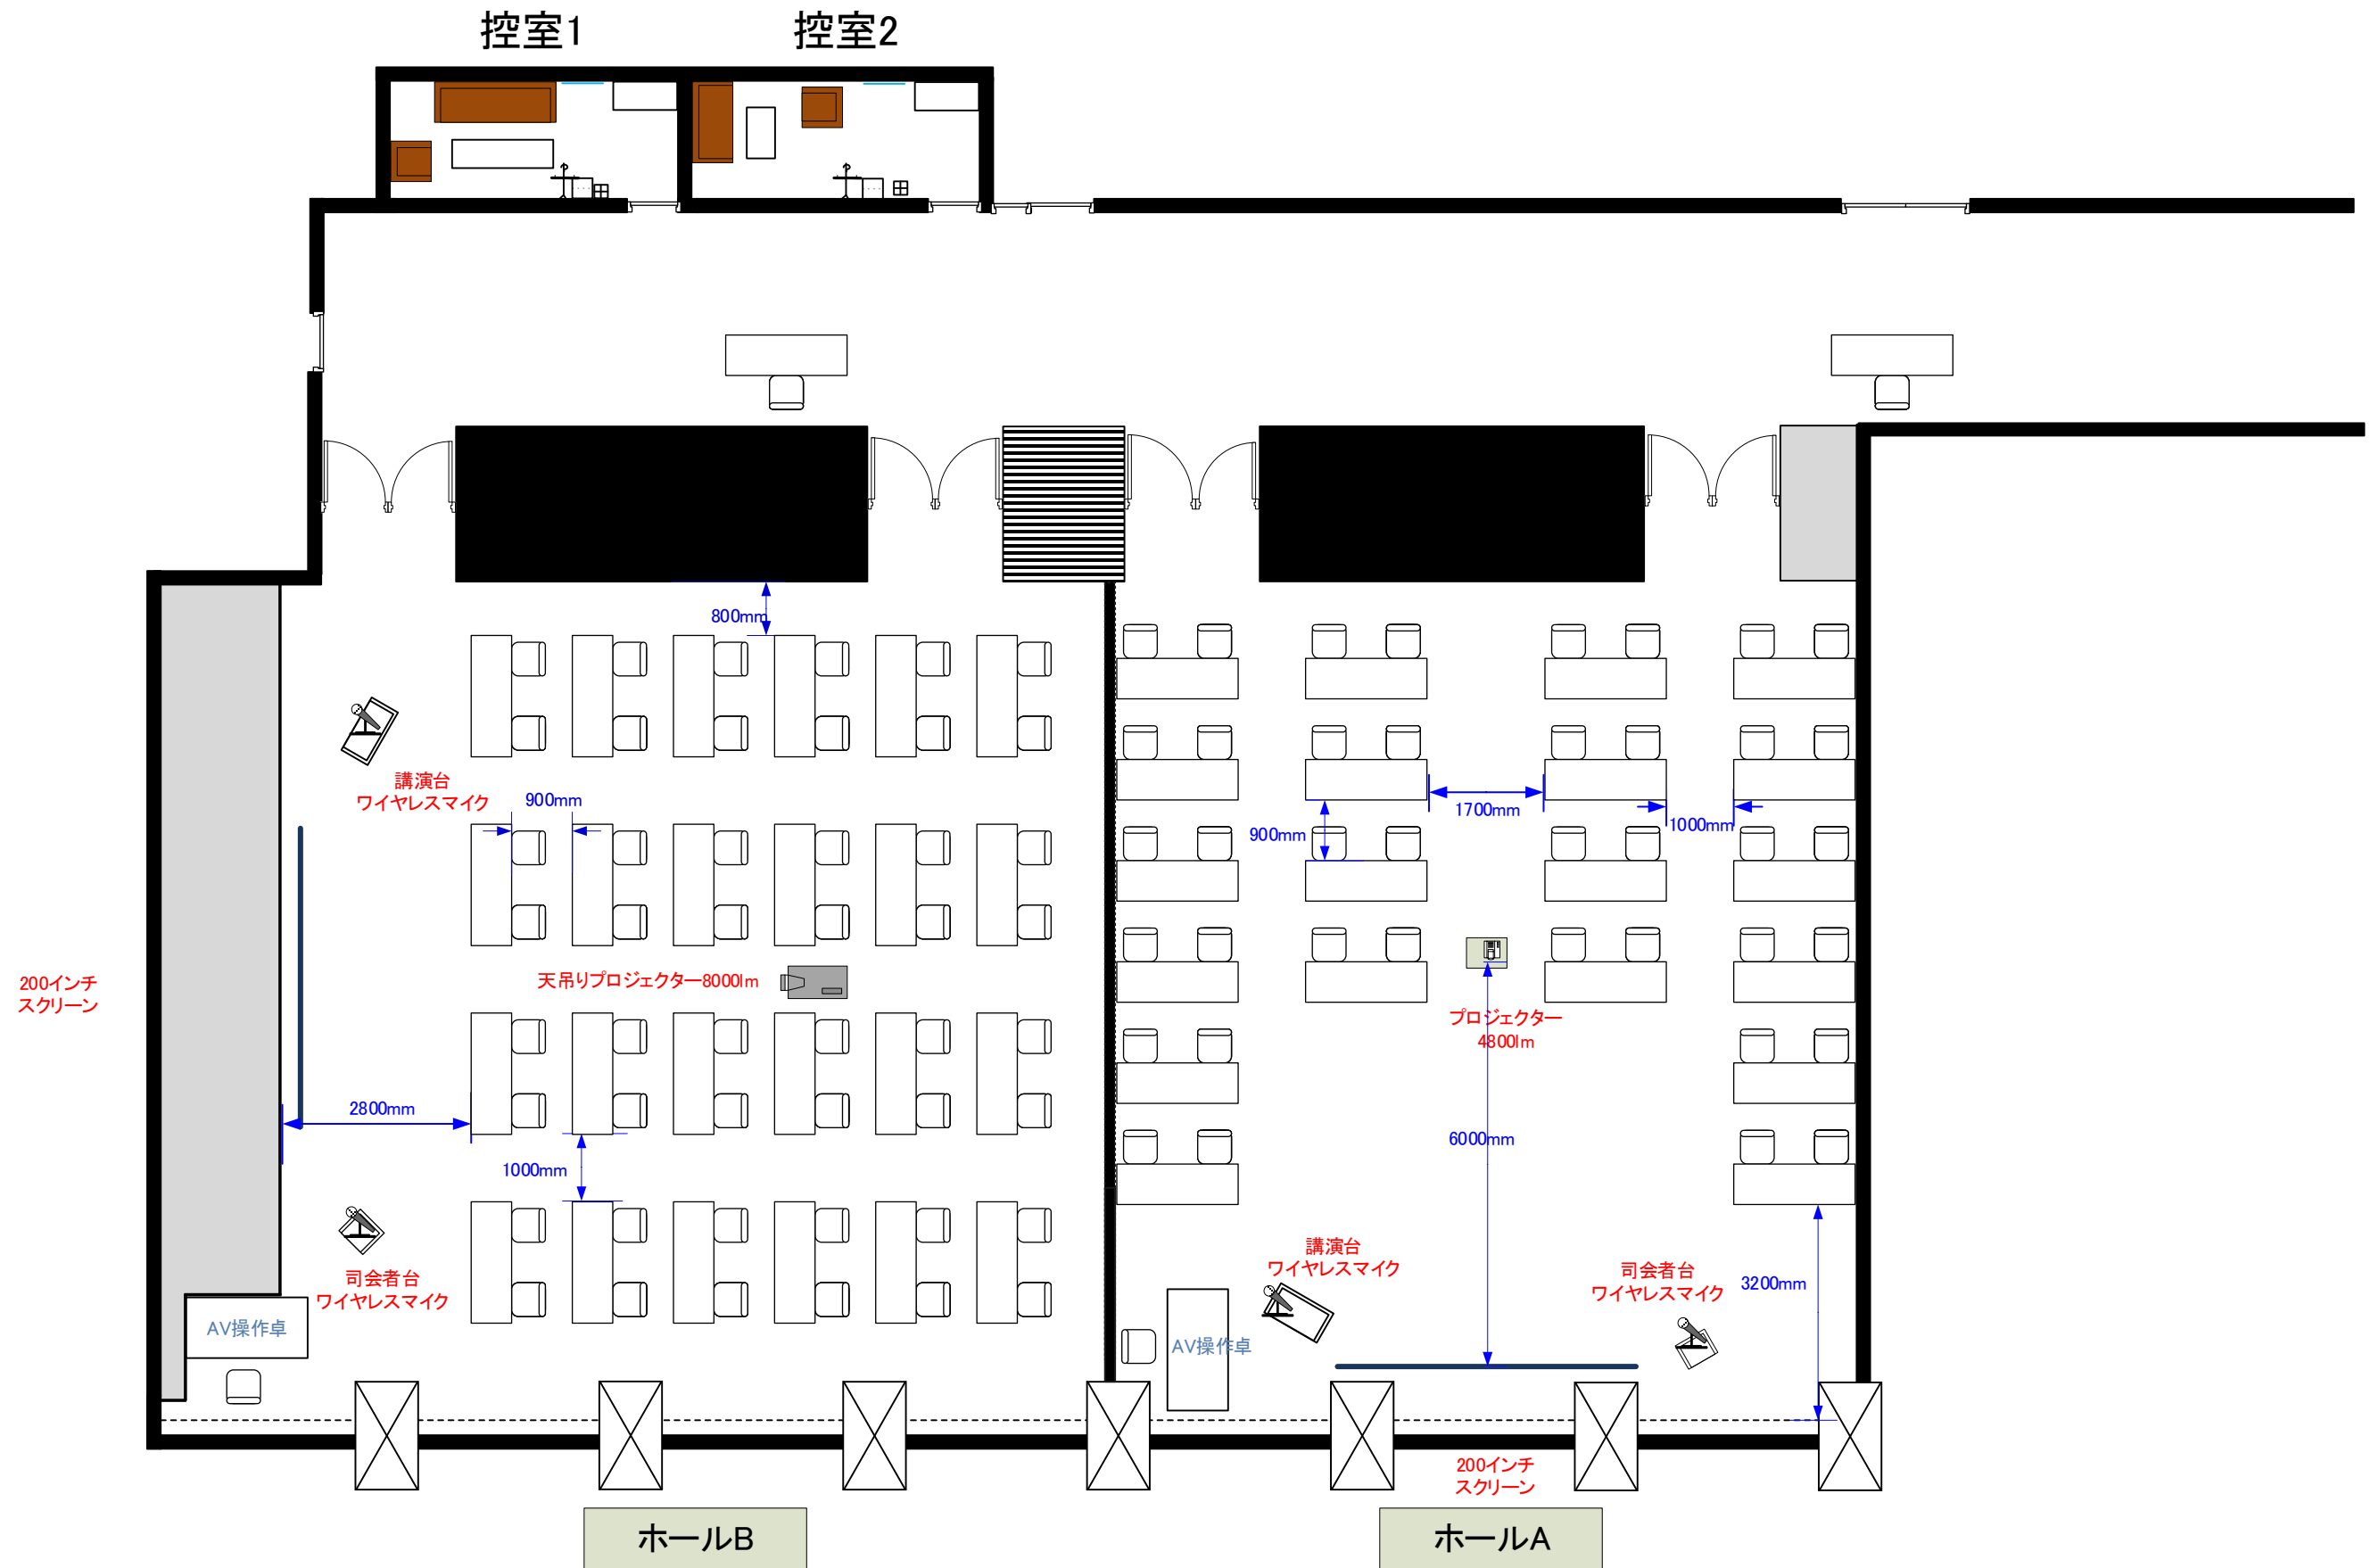 控室1
控室2
800mm
講演台
ワイヤレスマイク
900mm
1700mm
1000mm
900mm
200インチ
スクリーン
天吊りプロジェクター8000lm
プロジェクター
4800lm
2800mm
6000mm
1000mm
講演台
ワイヤレスマイク
司会者台
ワイヤレスマイク
司会者台
ワイヤレスマイク
3200mm
AV操作卓
AV操作卓
200インチ
スクリーン
ホールB
ホールA